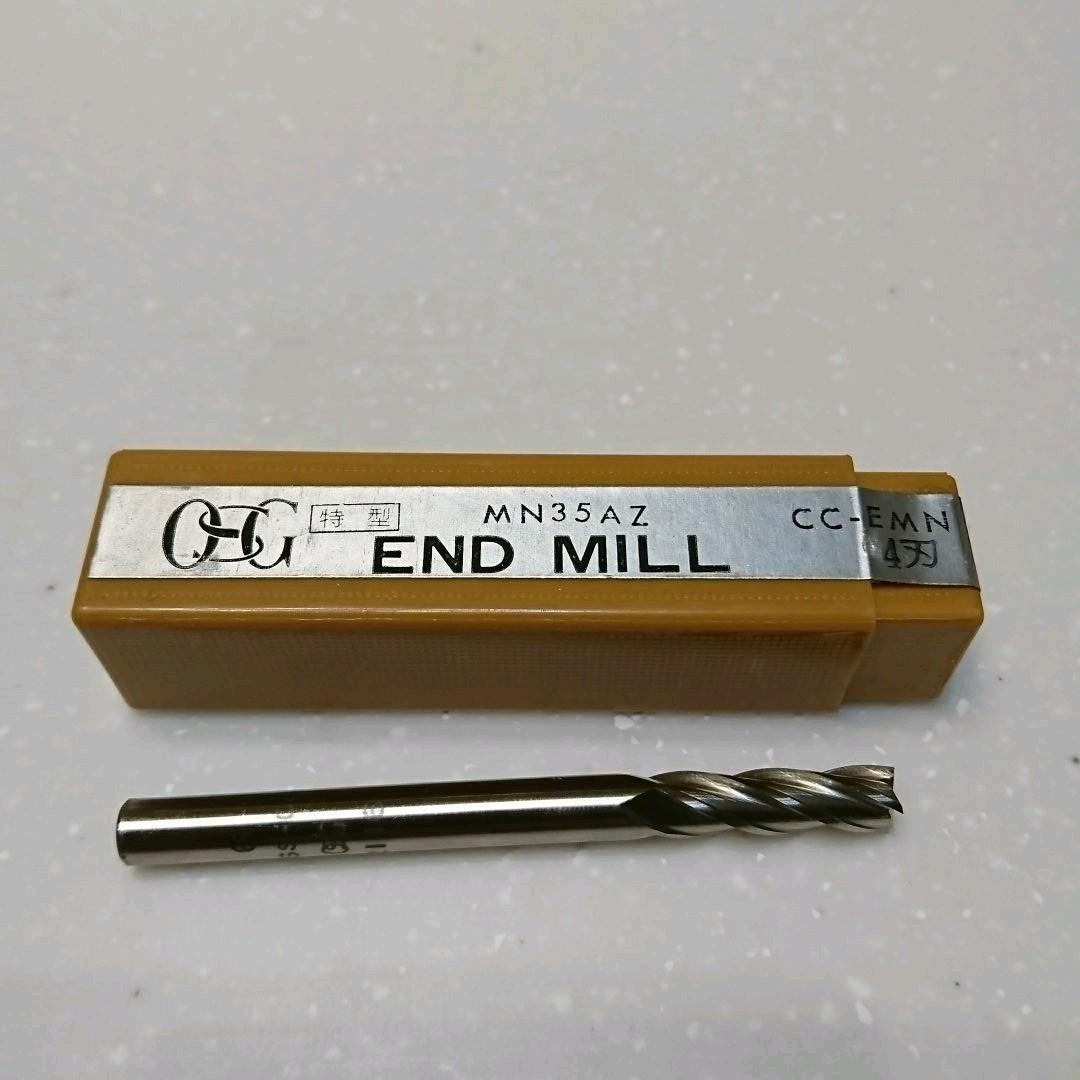 OSG 特型 MN35AZ CC-EMN
END MILL 4刃